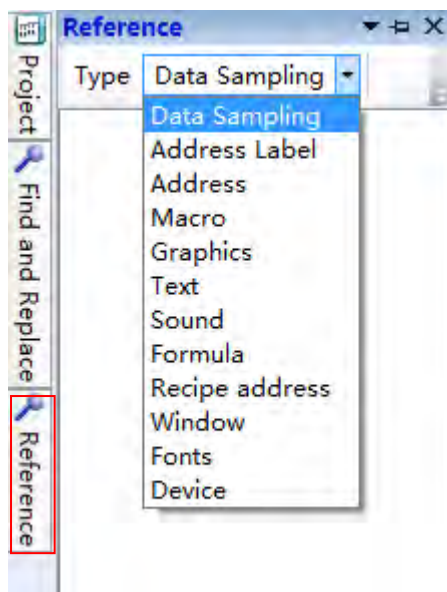 Reference
Type Data Sampling
Data Sampling
Address Label
Address
Macro
Graphics
Text
Sound
Formula
Recipe address
Window
Fonts
Device
Project
Find and Replace
Reference